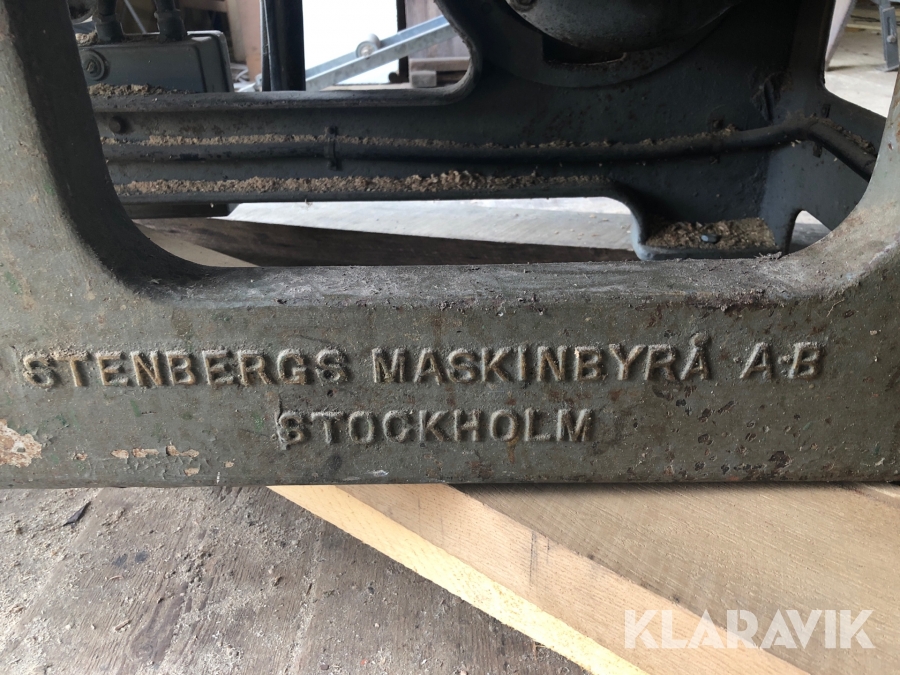 STENBERGS MASKINBYRÅ A-B
STOCKHOLM
KLARAVIK